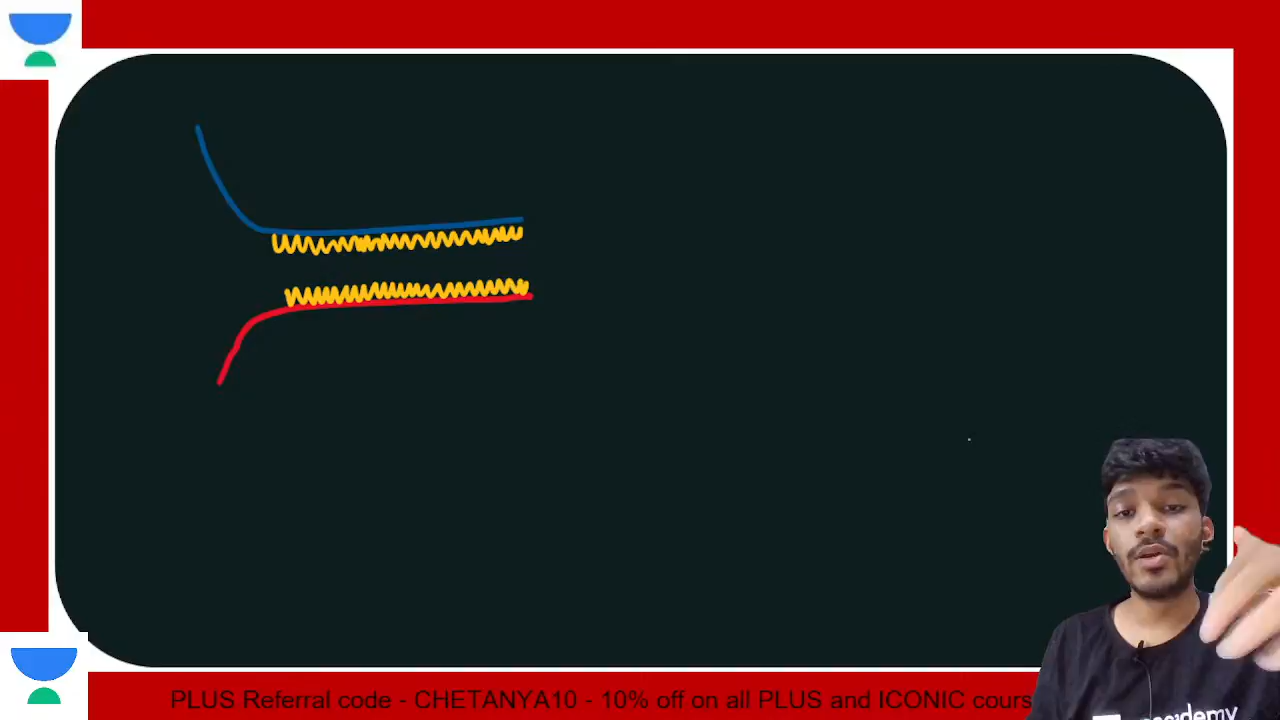 PLUS Referral code - CHETANYA10 - 10% off on all PLUS and ICONIC cours